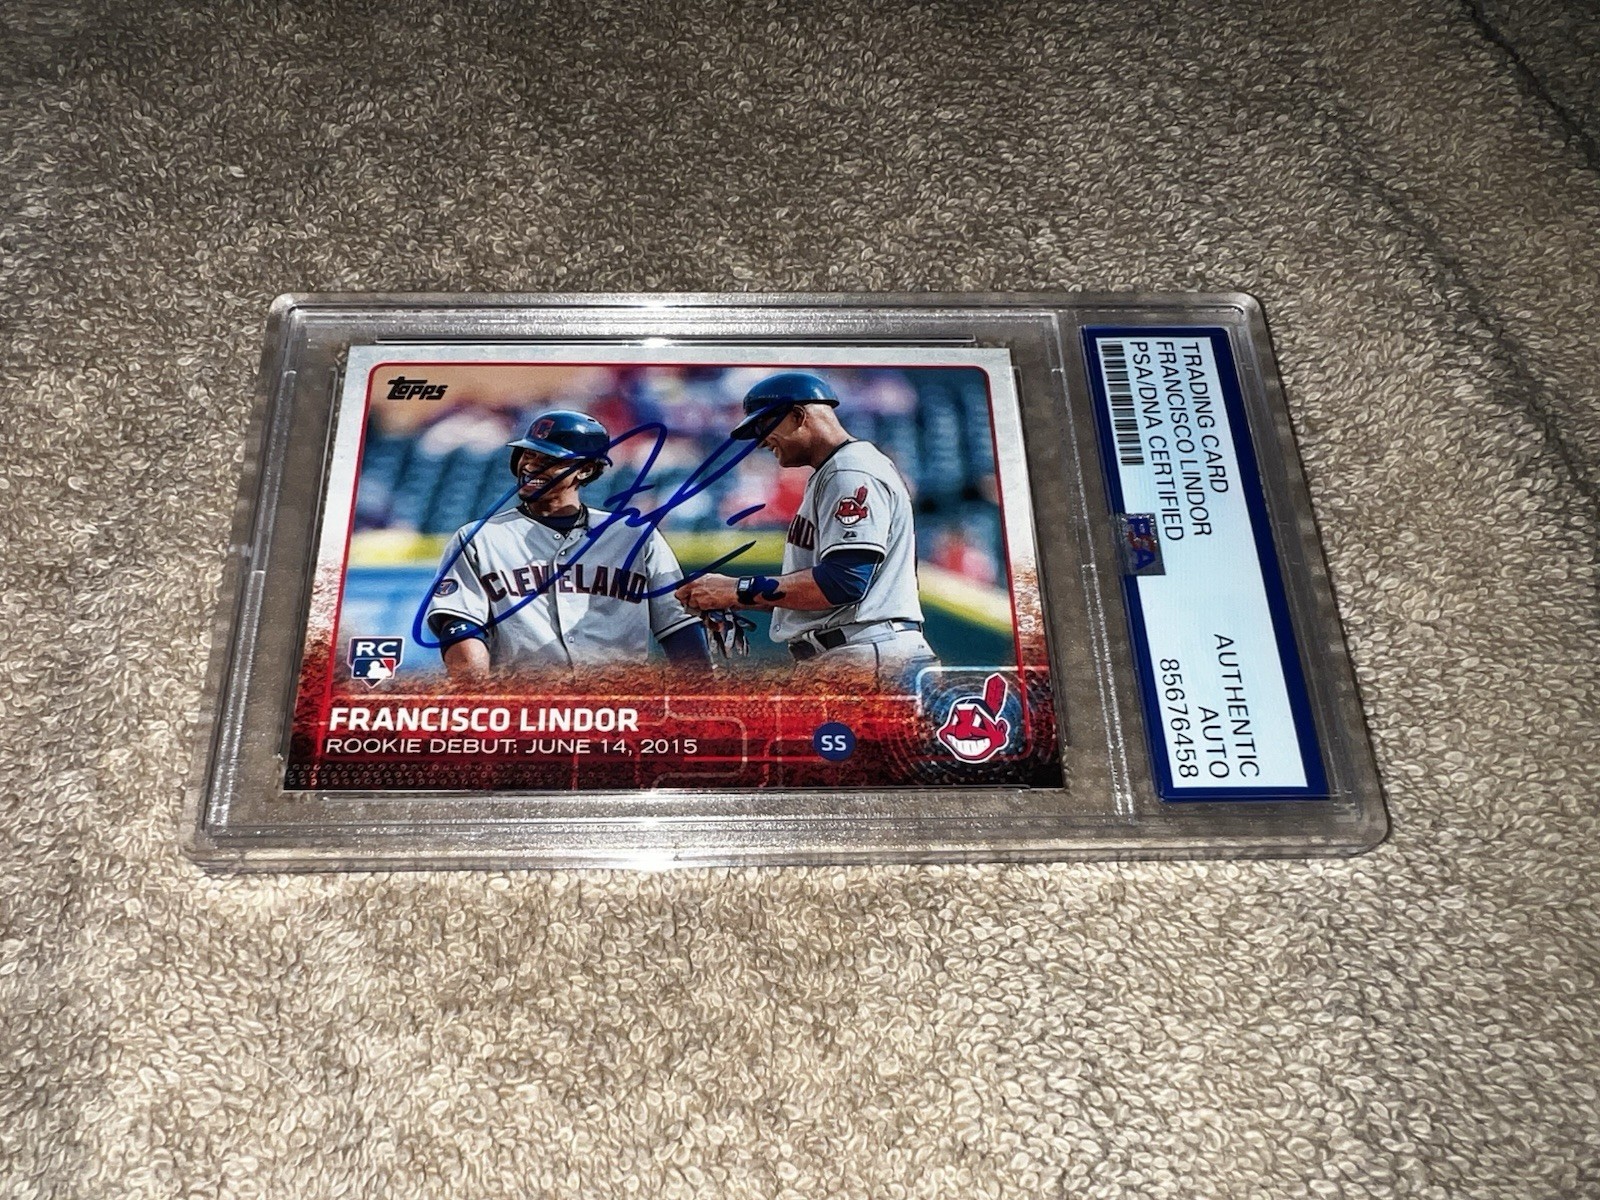 Topps
CLEVELAND
RC
FRANCISCO LINDOR
ROOKIE DEBUT: JUNE 14, 2015
SS
TRADING CARD
FRANCISCO LINDOR
PSA/DNA CERTIFIED
PSA
AUTHENTIC
AUTO
85676458